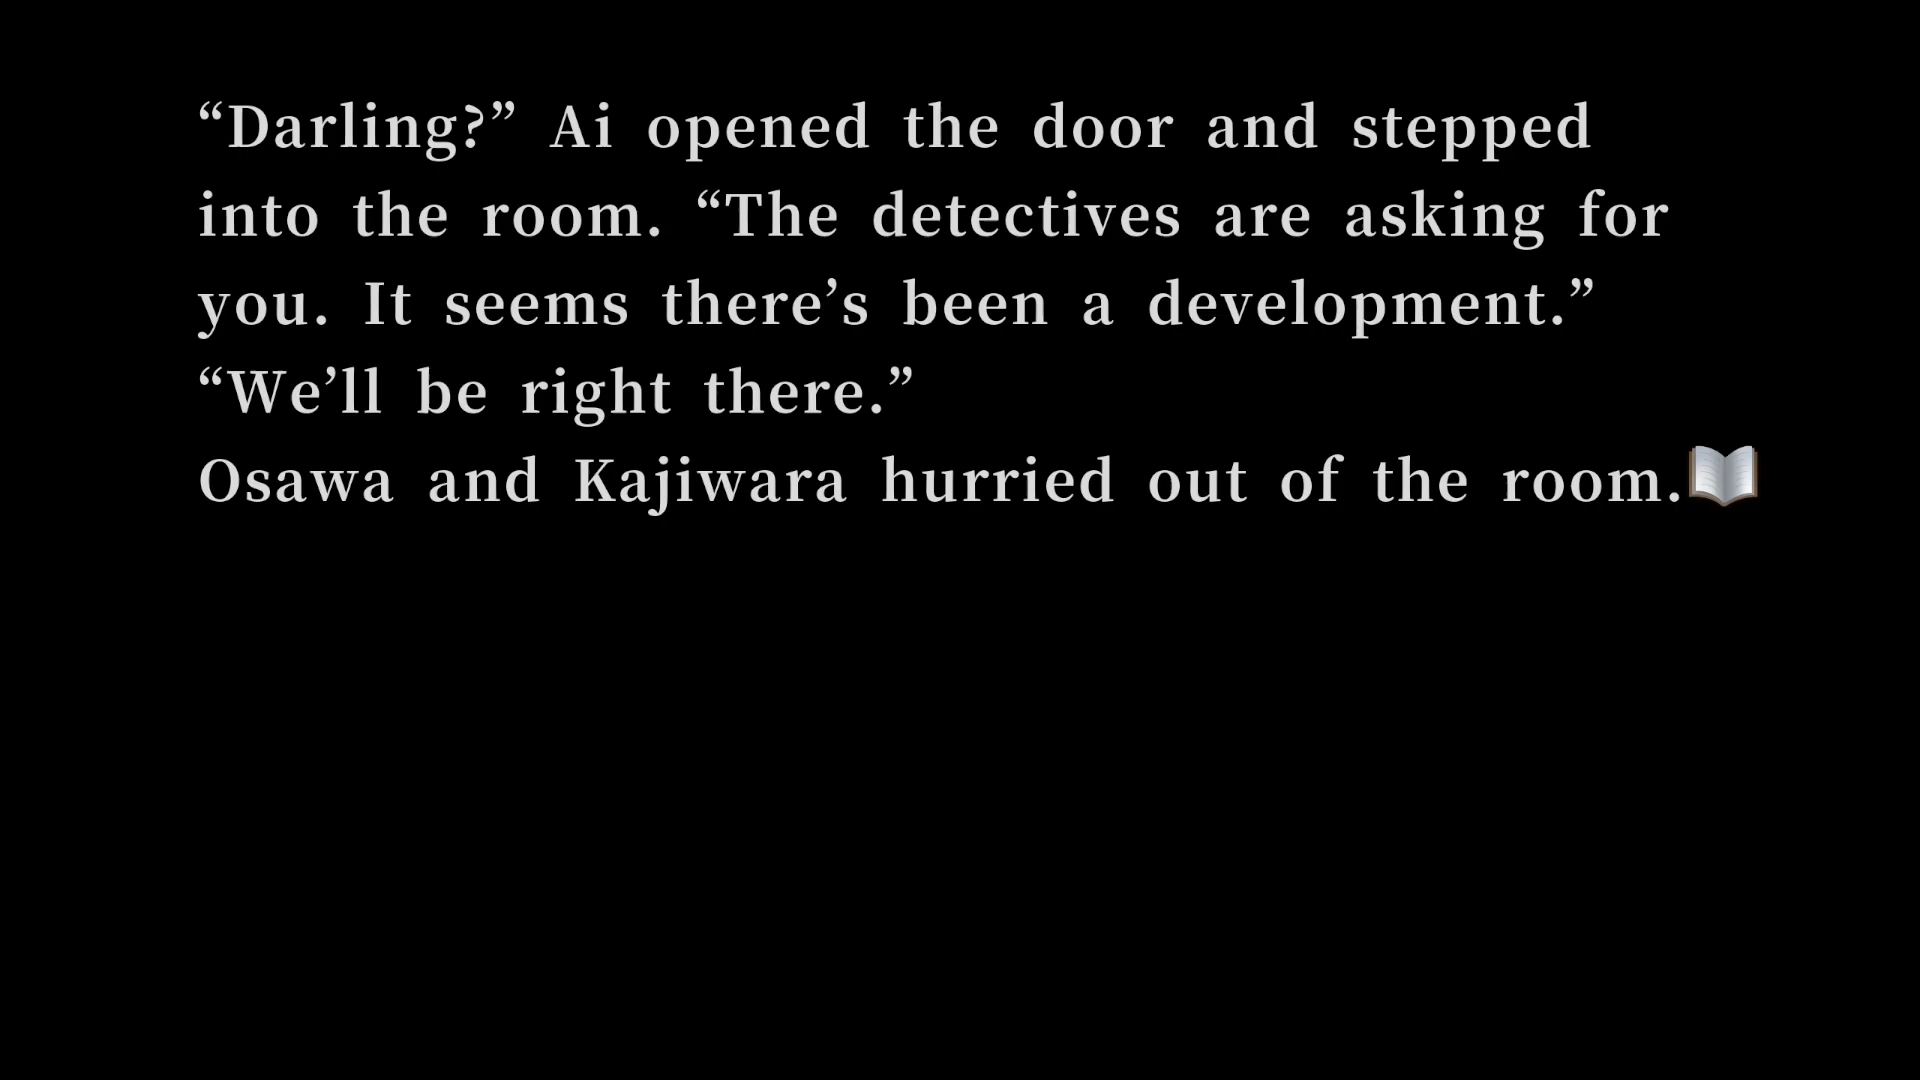 “Darling?” Ai opened the door and stepped
into the room. “The detectives are asking for
you. It seems there’s been a development.”
“We’ll be right there.”
Osawa and Kajiwara hurried out of the room.